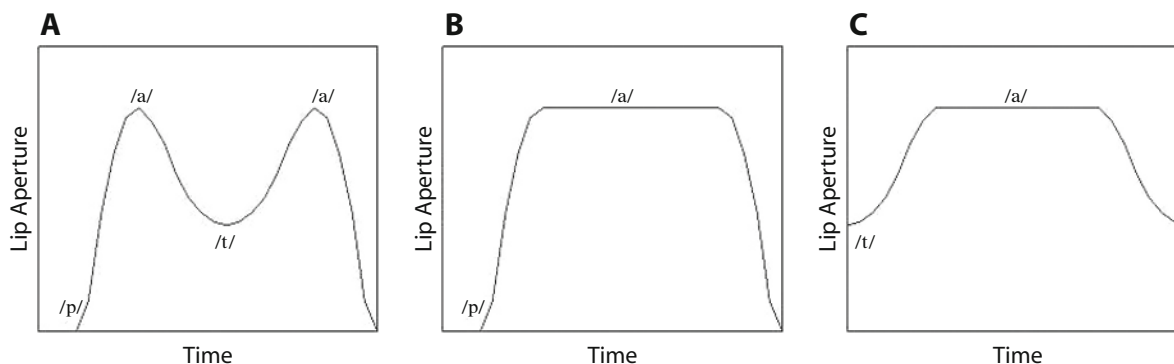 A
/a/
/a/
/t/
/p/
Lip Aperture
Time
B
/a/
/p/
Lip Aperture
Time
C
/a/
/t/
Lip Aperture
Time